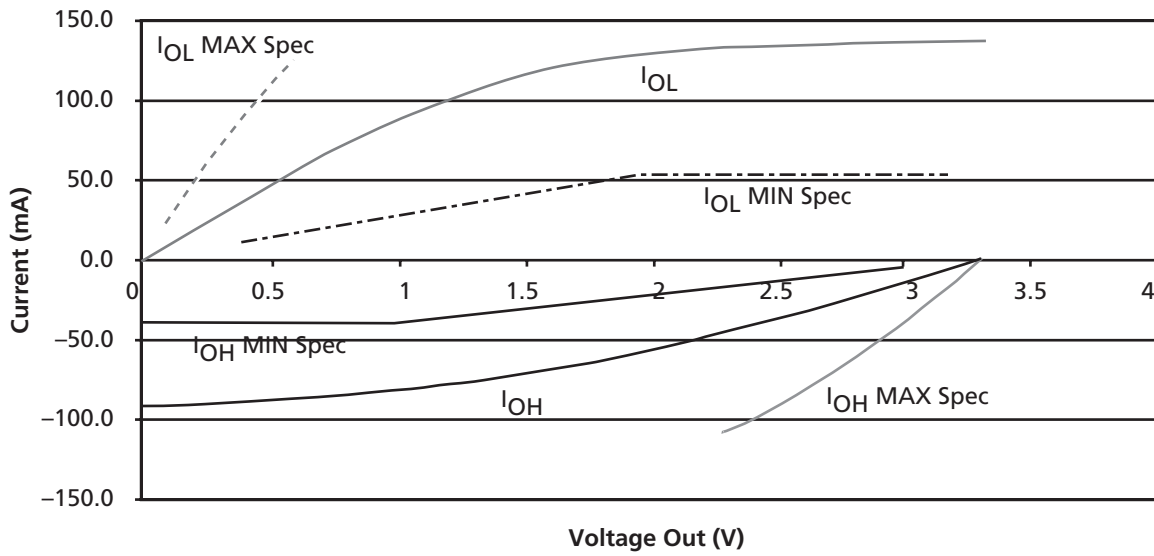 150.0
I_OL MAX Spec
I_OL
100.0
50.0
I_OL MIN Spec
0.0
0 0.5 1 1.5 2 2.5 3 3.5 4
Current (mA)
I_OH MIN Spec
–50.0
I_OH
I_OH MAX Spec
–100.0
–150.0
Voltage Out (V)